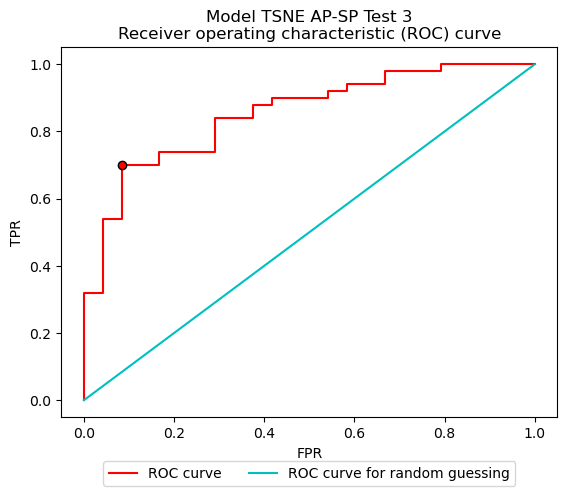 Model TSNE AP-SP Test 3
Receiver operating characteristic (ROC) curve
1.0
0.8
0.6
0.4
0.2
0.0
TPR
0.0 0.2 0.4 0.6 0.8 1.0
FPR
ROC curve ROC curve for random guessing